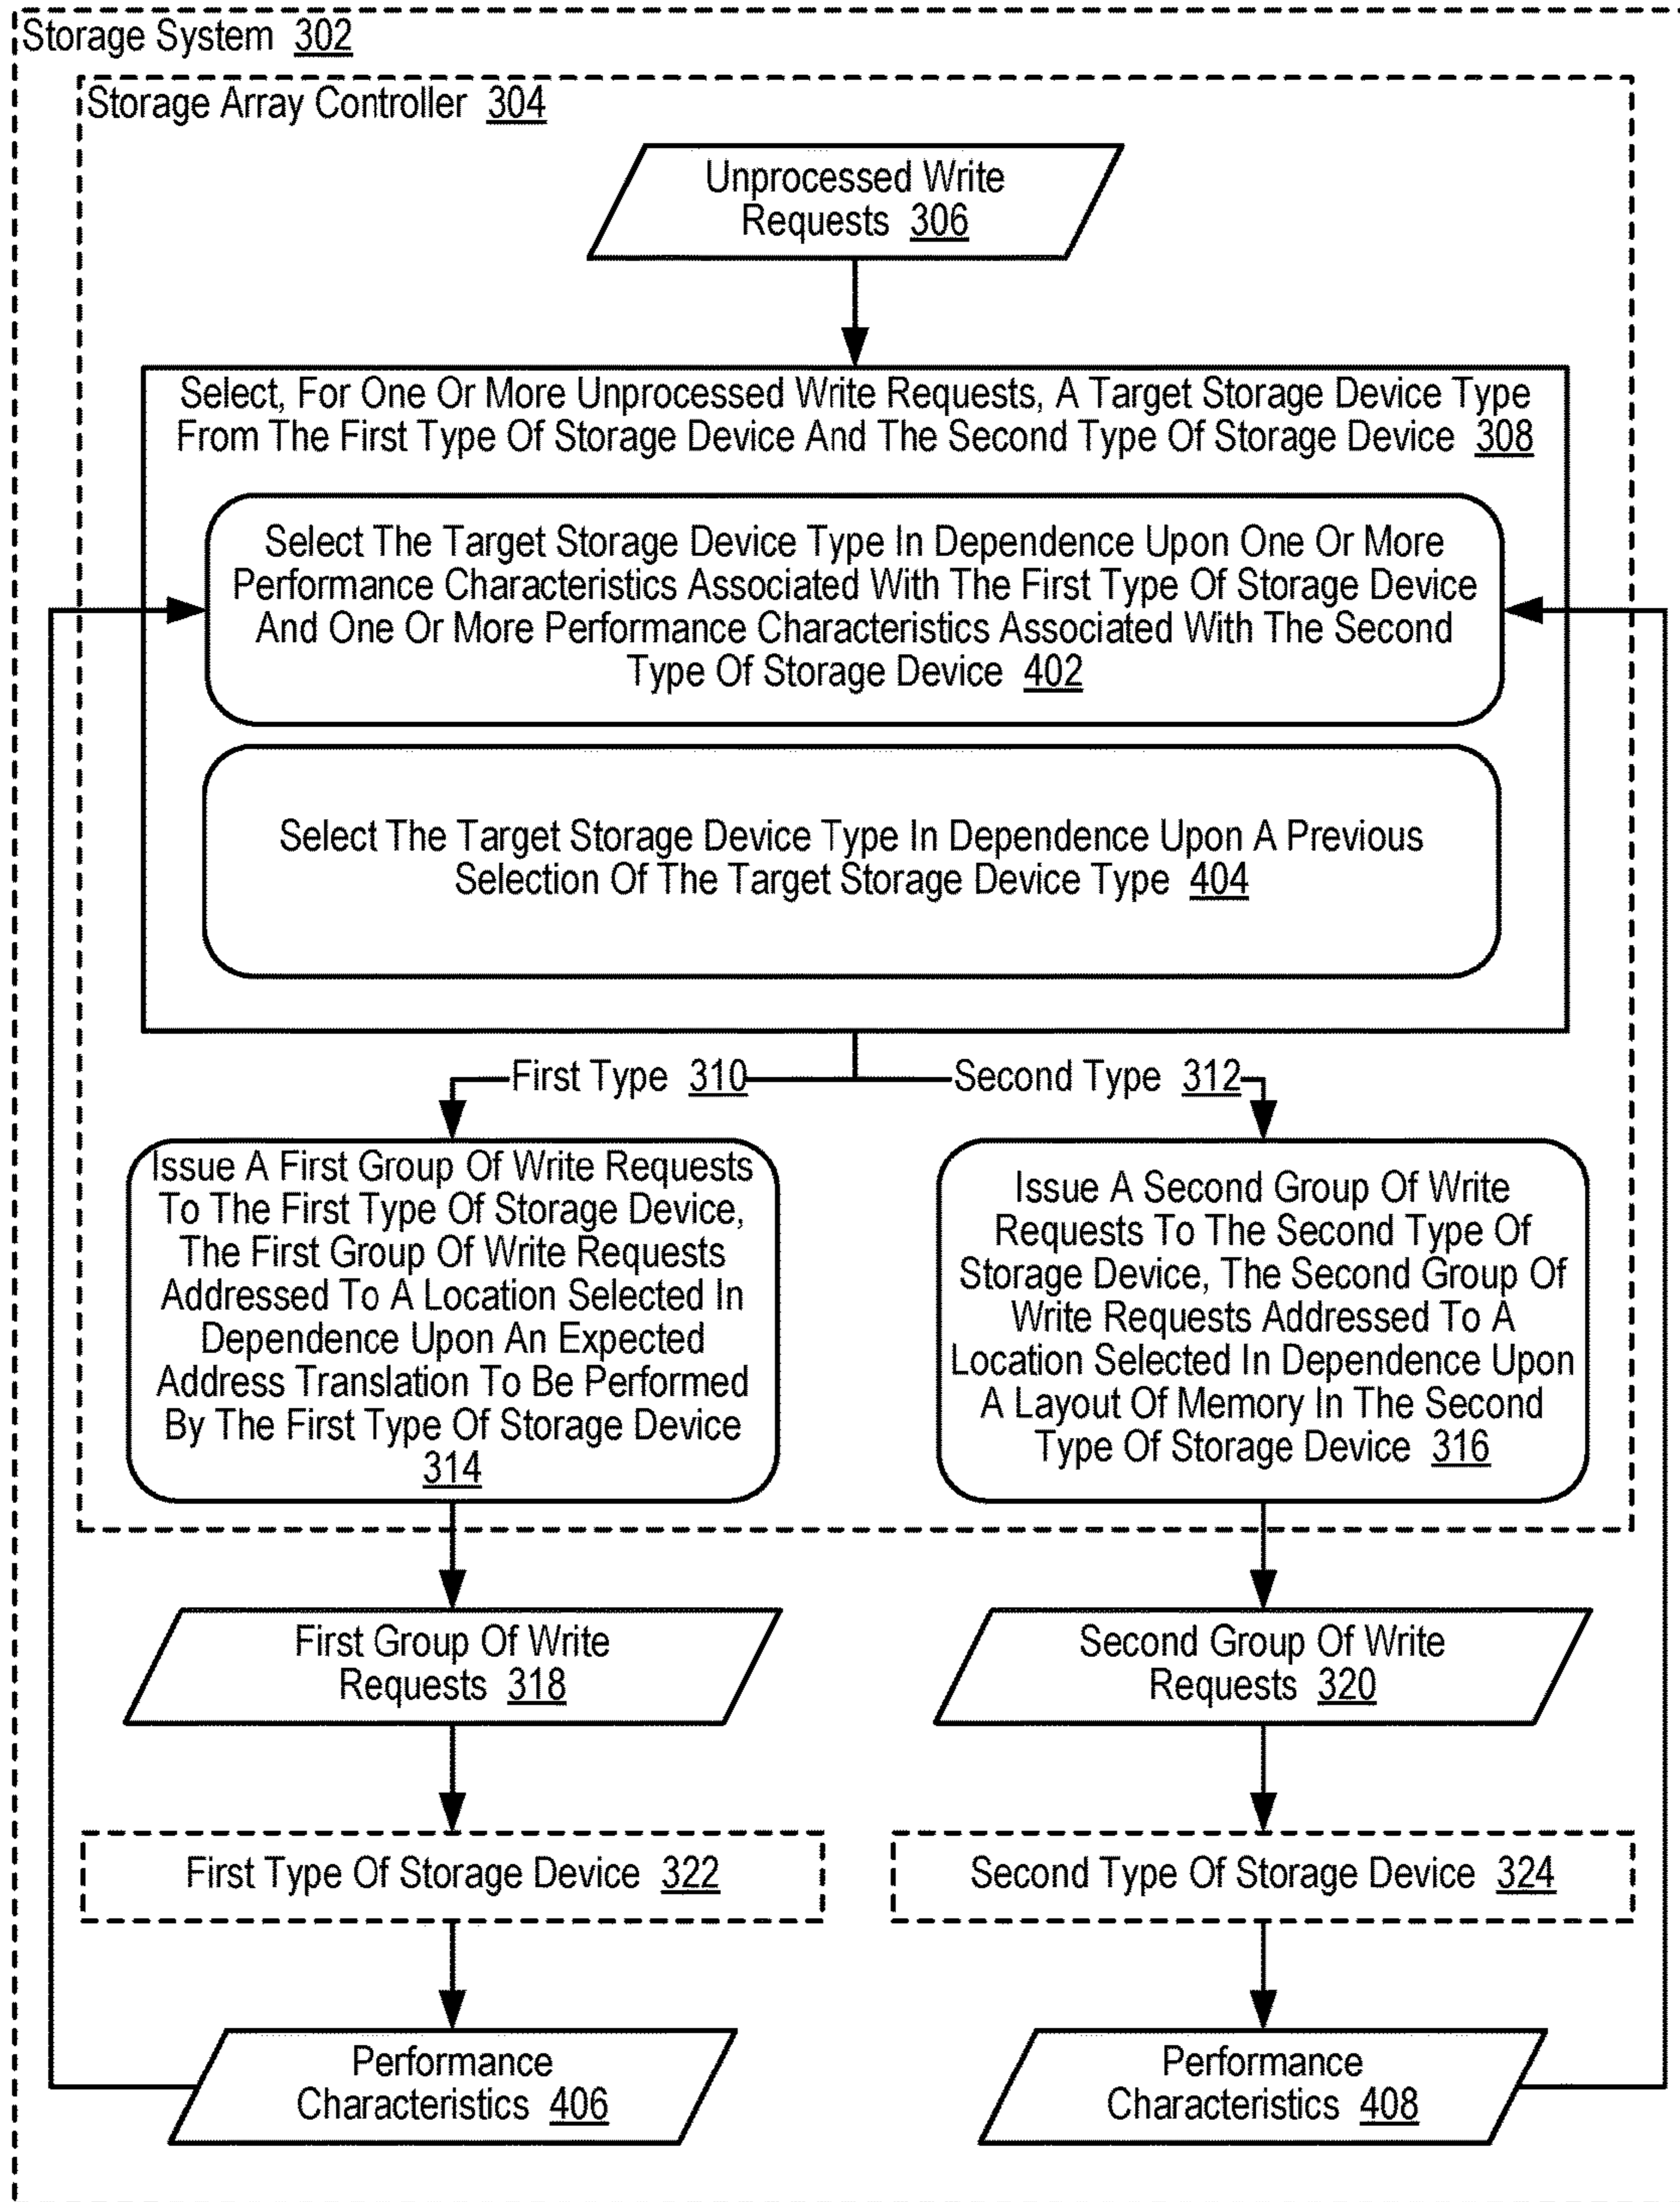 Storage System 302
Storage Array Controller 304
Unprocessed Write
Requests 306
Select, For One Or More Unprocessed Write Requests, A Target Storage Device Type
From The First Type Of Storage Device And The Second Type Of Storage Device 308
Select The Target Storage Device Type In Dependence Upon One Or More
Performance Characteristics Associated With The First Type Of Storage Device
And One Or More Performance Characteristics Associated With The Second
Type Of Storage Device 402
Select The Target Storage Device Type In Dependence Upon A Previous
Selection Of The Target Storage Device Type 404
First Type 310
Second Type 312
Issue A First Group Of Write Requests
To The First Type Of Storage Device,
The First Group Of Write Requests
Addressed To A Location Selected In
Dependence Upon An Expected
Address Translation To Be Performed
By The First Type Of Storage Device
314
Issue A Second Group Of Write
Requests To The Second Type Of
Storage Device, The Second Group Of
Write Requests Addressed To A
Location Selected In Dependence Upon
A Layout Of Memory In The Second
Type Of Storage Device 316
First Group Of Write
Requests 318
Second Group Of Write
Requests 320
First Type Of Storage Device 322
Second Type Of Storage Device 324
Performance
Characteristics 406
Performance
Characteristics 408